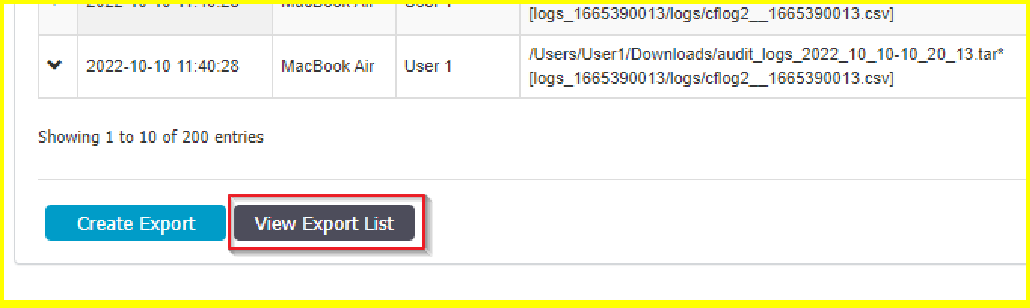 2022-10-10 11:40:28 MacBook Air User 1 [logs_1665390013/logs/cflog2__1665390013.csv]
2022-10-10 11:40:28 MacBook Air User 1 /Users/User1/Downloads/audit_logs_2022_10_10-10_20_13.tar*
[logs_1665390013/logs/cflog2__1665390013.csv]
Showing 1 to 10 of 200 entries
Create Export View Export List